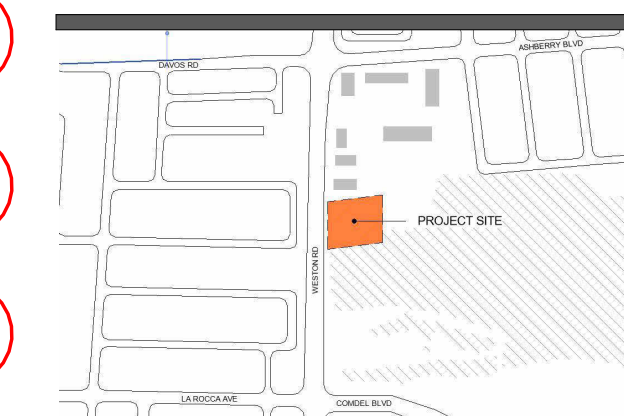 ASHBERRY BLVD
DAVOS RD
PROJECT SITE
WESTON RD
LA ROCCA AVE
COMDEL BLVD